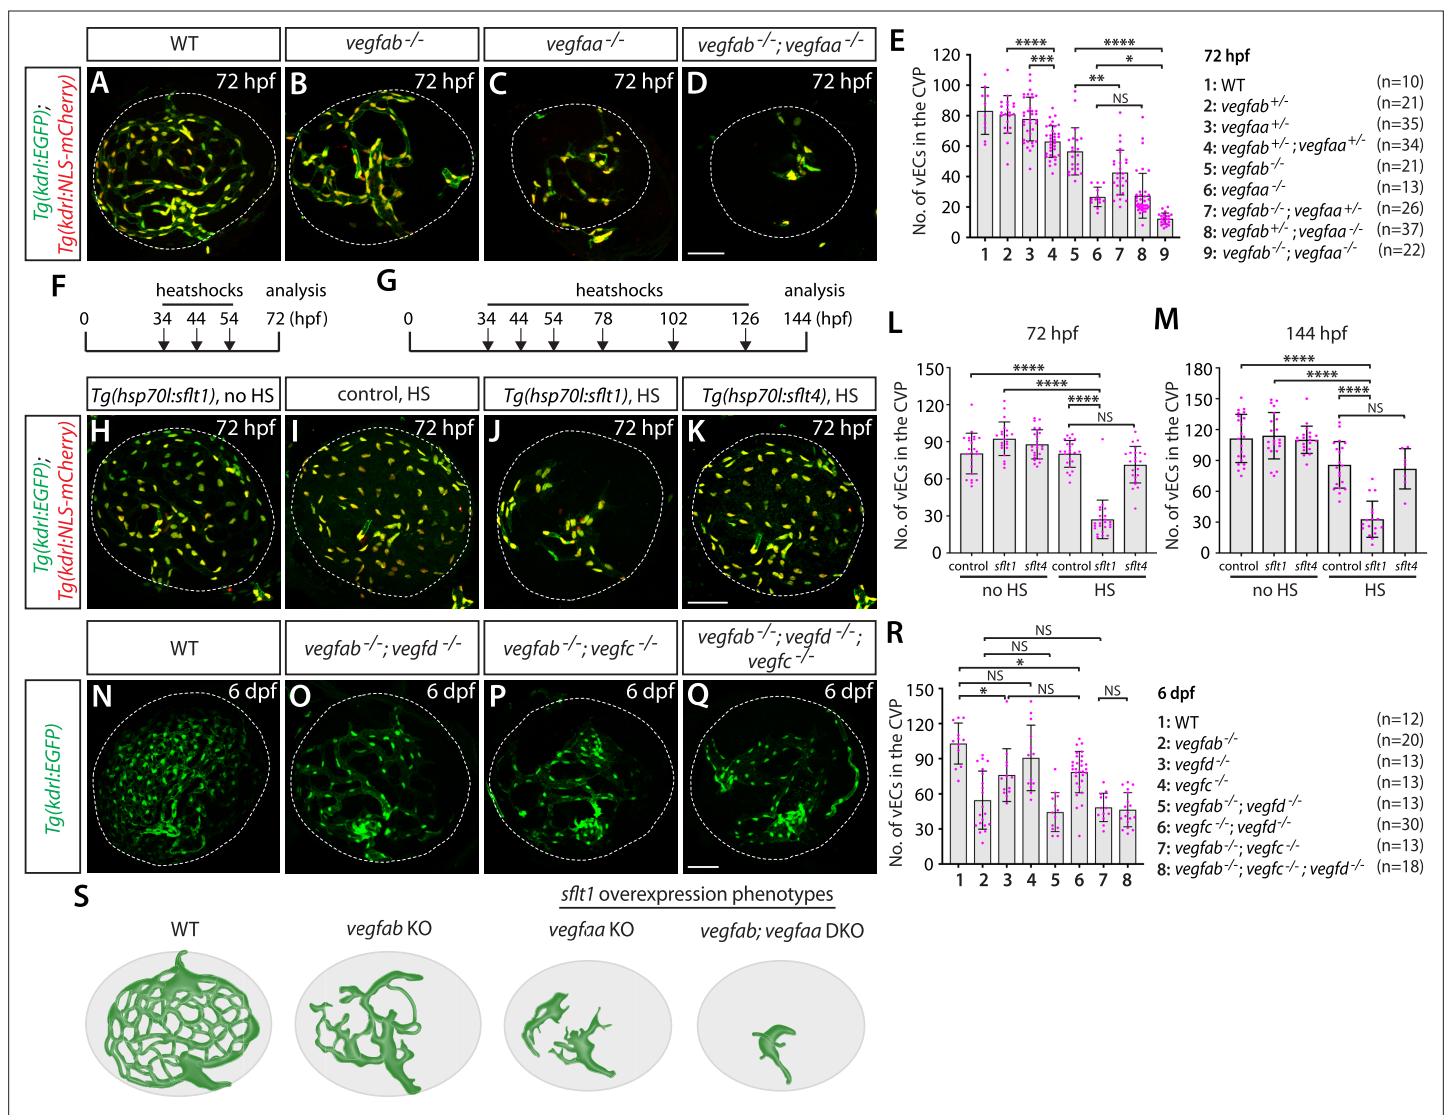 WT
vegfab-/-
vegfaa-/-
vegfab-/-; vegfaa-/-
Tg(kdrl:EGFP);
Tg(kdrl:NLS-mCherry)
A 72 hpf
B 72 hpf
C 72 hpf
D 72 hpf
E
No. of vECs in the CVP
120
100
80
60
40
20
0
**** ****
*** *
**
NS
1 2 3 4 5 6 7 8 9
72 hpf
1: WT (n=10)
2: vegfab+/- (n=21)
3: vegfaa+/- (n=35)
4: vegfab+/-; vegfaa+/- (n=34)
5: vegfab-/- (n=21)
6: vegfaa-/- (n=13)
7: vegfab-/-; vegfaa+/- (n=26)
8: vegfab+/-; vegfaa-/- (n=37)
9: vegfab-/-; vegfaa-/- (n=22)
F
heatshocks analysis
0 34 44 54 72 (hpf)
G
heatshocks analysis
0 34 44 54 78 102 126 144 (hpf)
Tg(hsp70l:sflt1), no HS
control, HS
Tg(hsp70l:sflt1), HS
Tg(hsp70l:sflt4), HS
Tg(kdrl:EGFP);
Tg(kdrl:NLS-mCherry)
H 72 hpf
I 72 hpf
J 72 hpf
K 72 hpf
L
72 hpf
No. of vECs in the CVP
150
120
90
60
30
0
****
****
****
NS
control sflt1 sflt4 control sflt1 sflt4
no HS HS
M
144 hpf
No. of vECs in the CVP
180
150
120
90
60
30
0
****
****
****
NS
control sflt1 sflt4 control sflt1 sflt4
no HS HS
WT
vegfab-/-; vegfd-/-
vegfab-/-; vegfc-/-
vegfab-/-; vegfd-/-;
vegfc-/-
Tg(kdrl:EGFP)
N 6 dpf
O 6 dpf
P 6 dpf
Q 6 dpf
R
No. of vECs in the CVP
150
120
90
60
30
0
NS
NS
*
NS
* NS NS
1 2 3 4 5 6 7 8
6 dpf
1: WT (n=12)
2: vegfab-/- (n=20)
3: vegfd-/- (n=13)
4: vegfc-/- (n=13)
5: vegfab-/-; vegfd-/- (n=13)
6: vegfc-/-; vegfd-/- (n=30)
7: vegfab-/-; vegfc-/- (n=13)
8: vegfab-/-; vegfc-/-; vegfd-/- (n=18)
S
sflt1 overexpression phenotypes
WT
vegfab KO
vegfaa KO
vegfab; vegfaa DKO